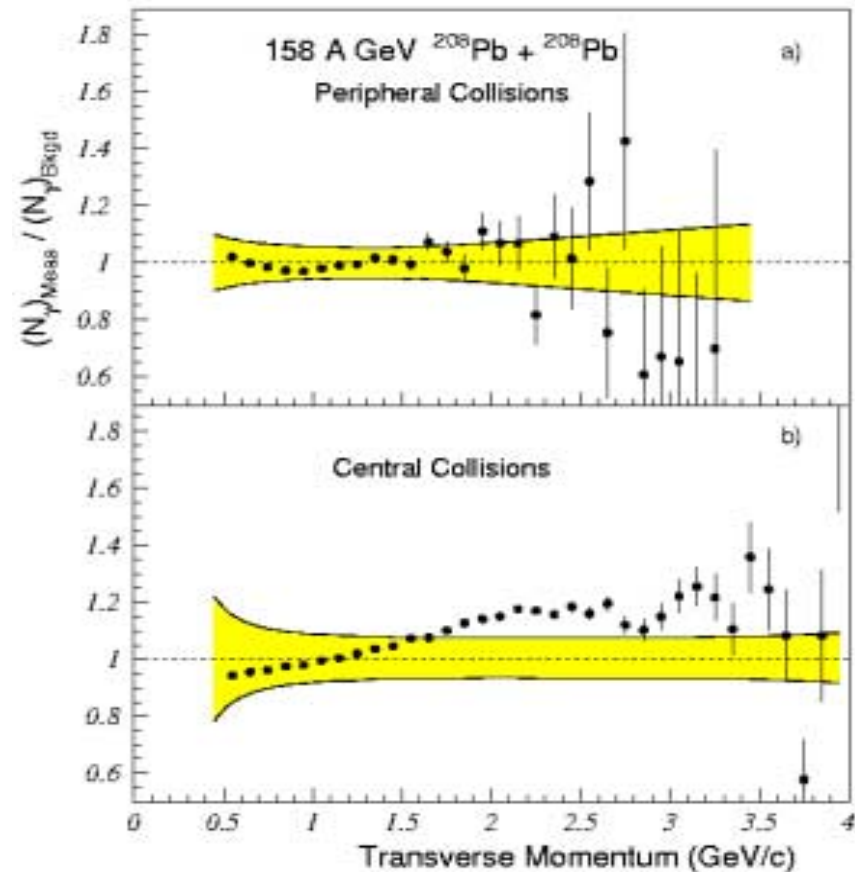 158 A GeV ²⁰⁸Pb + ²⁰⁸Pb
a)
Peripheral Collisions
(Nγ)Meas / (Nγ)Bkgd
1.8
1.6
1.4
1.2
1
0.8
0.6
b)
Central Collisions
1.8
1.6
1.4
1.2
1
0.8
0.6
0 0.5 1 1.5 2 2.5 3 3.5 4
Transverse Momentum (GeV/c)